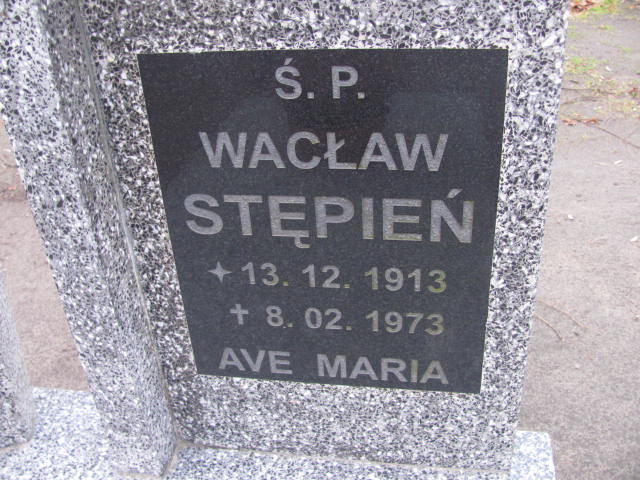 Ś. P.
WACŁAW
STĘPIEŃ
✦ 13. 12. 1913
✝ 8. 02. 1973
AVE MARIA